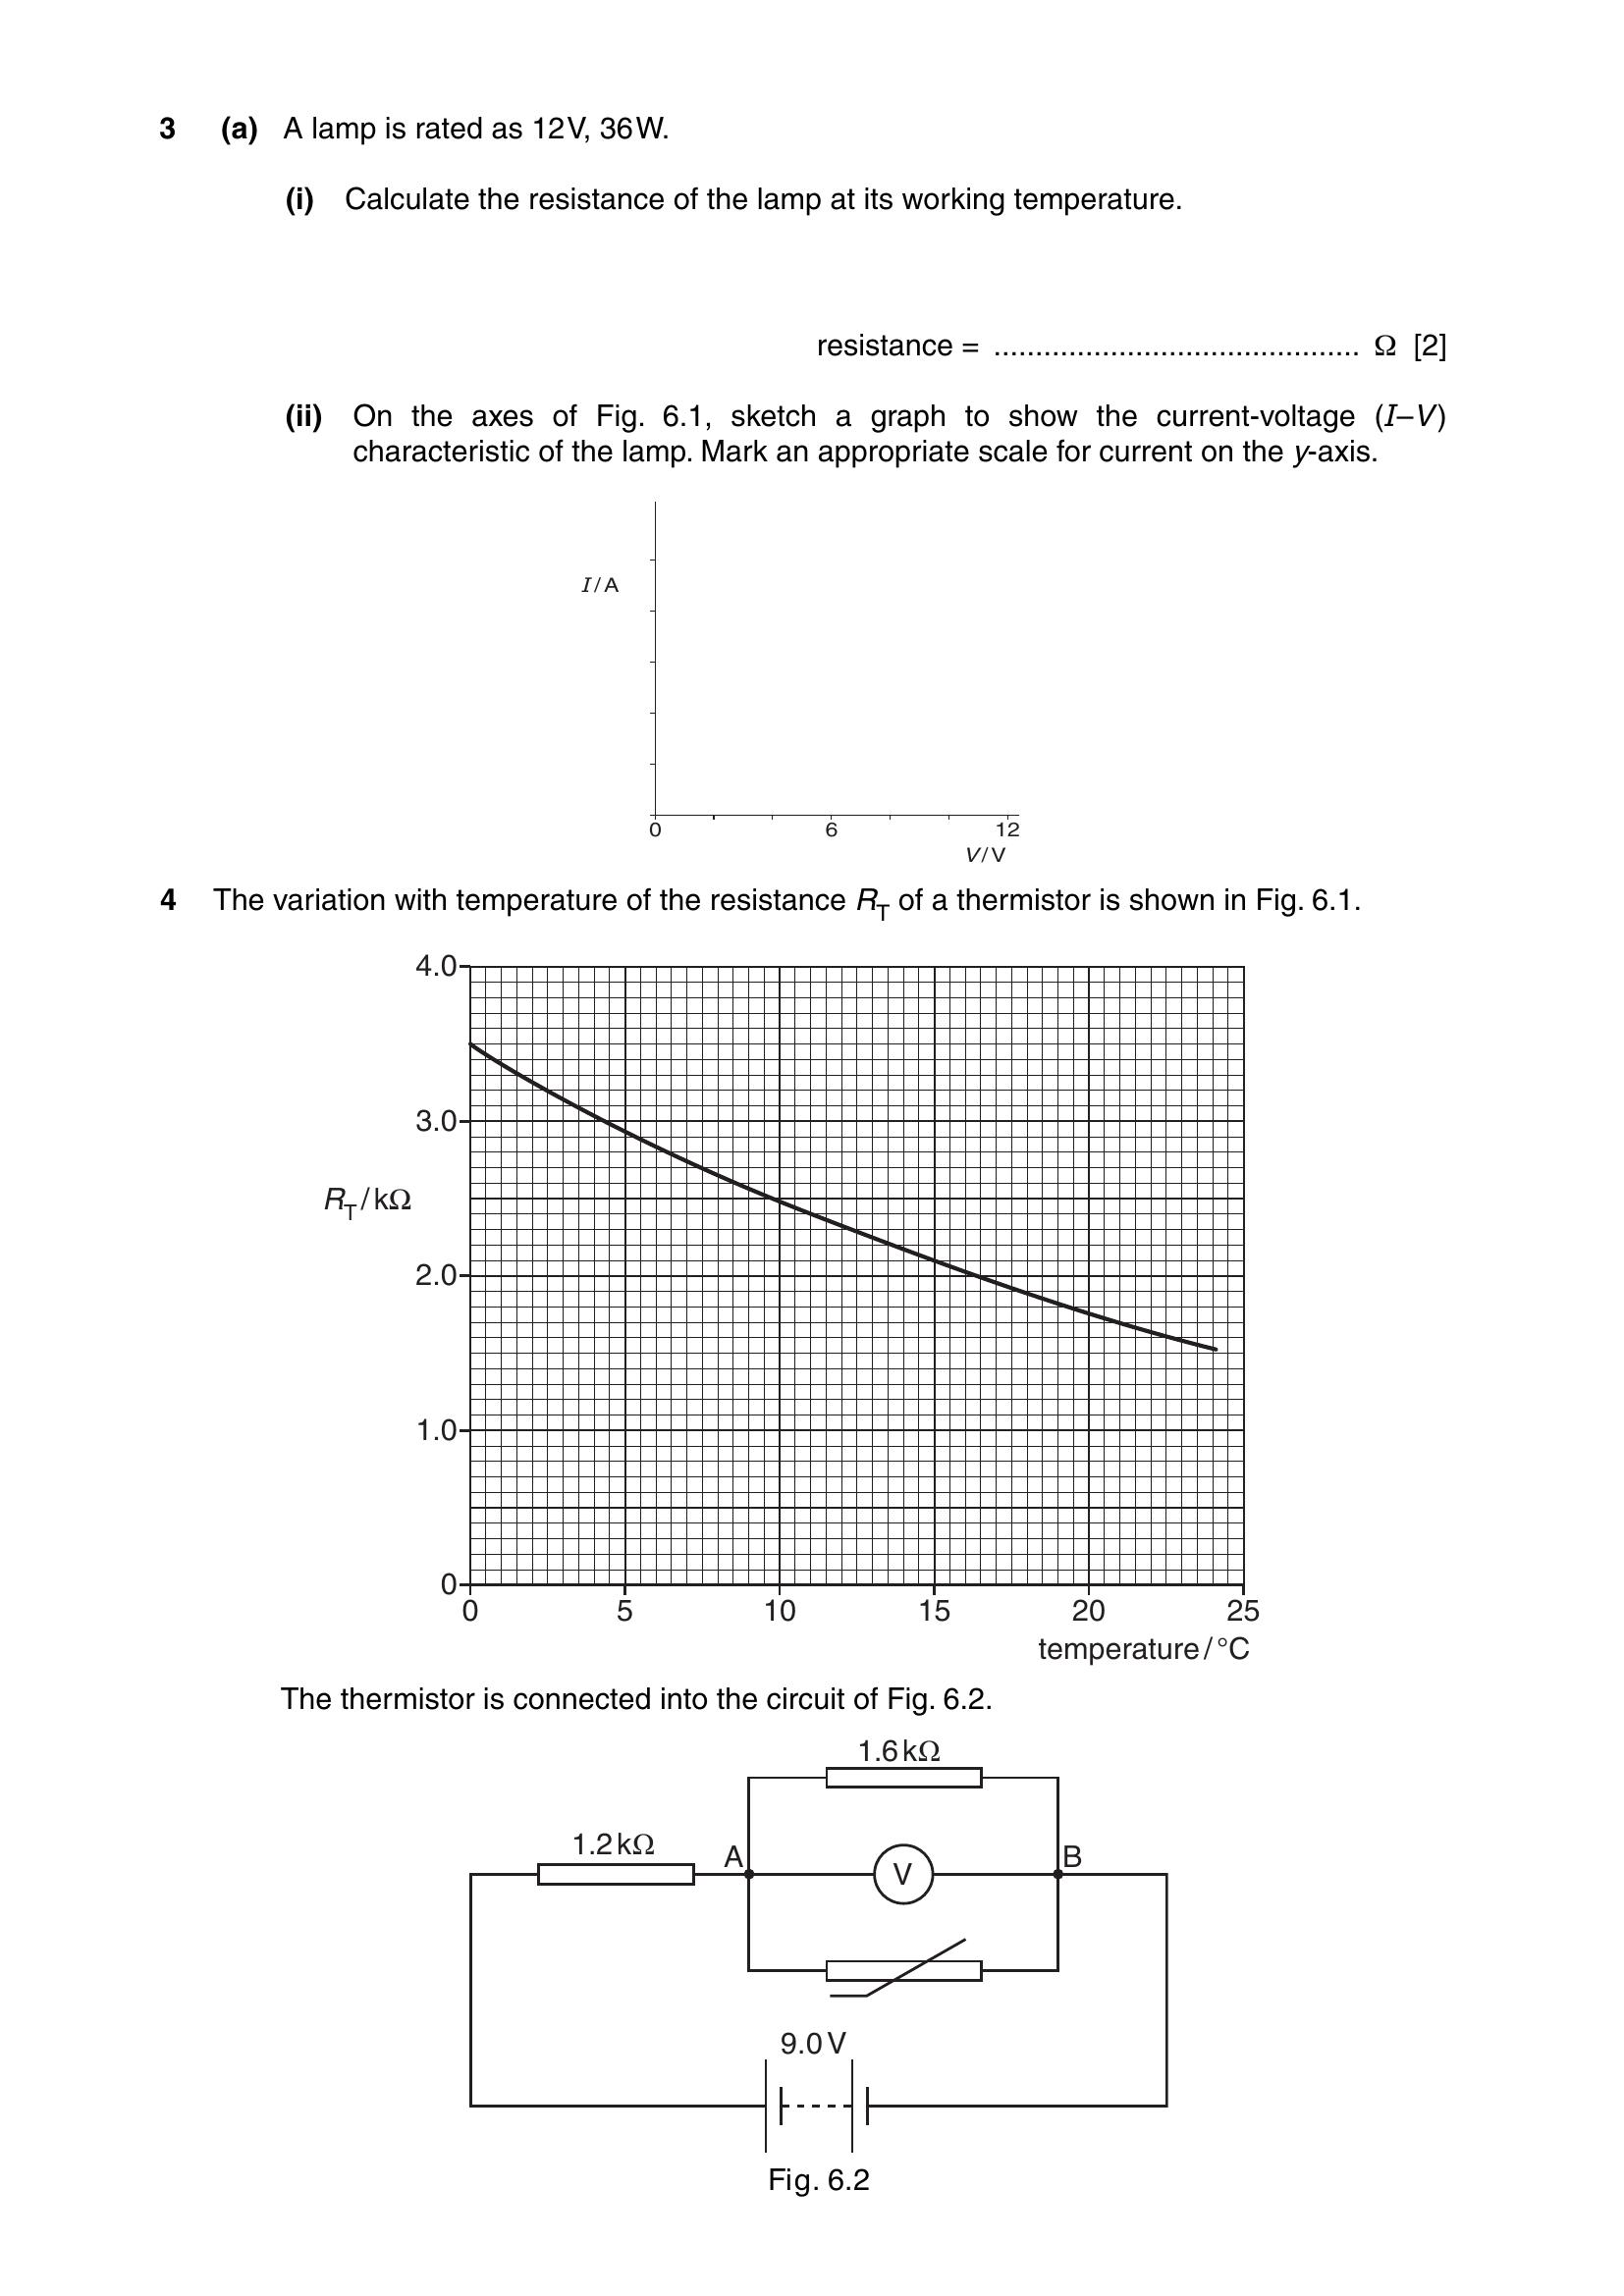 3 (a) A lamp is rated as 12V, 36W.
(i) Calculate the resistance of the lamp at its working temperature.
resistance = ............................................ Ω [2]
(ii) On the axes of Fig. 6.1, sketch a graph to show the current-voltage (I–V)
characteristic of the lamp. Mark an appropriate scale for current on the y-axis.
I/A
0 6 12
V/V
4 The variation with temperature of the resistance R_T of a thermistor is shown in Fig. 6.1.
4.0
3.0
R_T/kΩ
2.0
1.0
0
0 5 10 15 20 25
temperature/°C
The thermistor is connected into the circuit of Fig. 6.2.
1.6kΩ
1.2kΩ
A V B
9.0V
Fig. 6.2